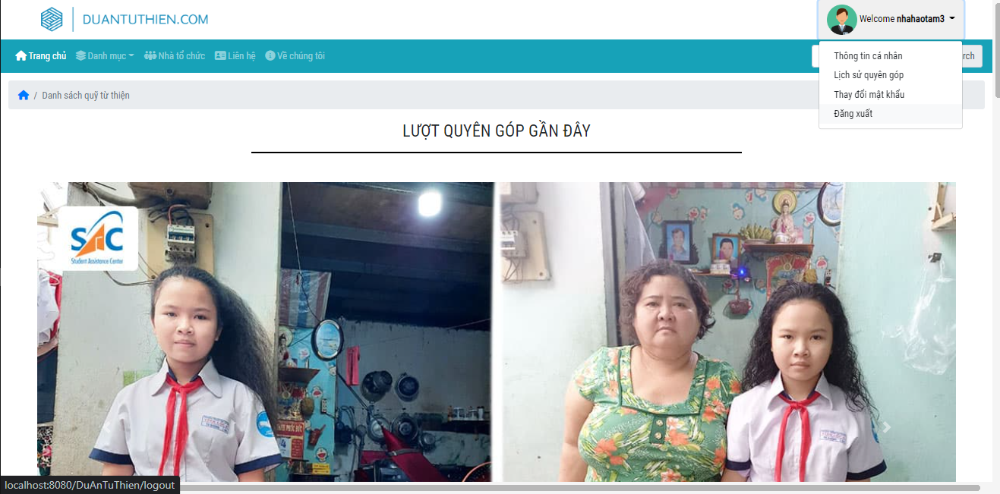 DUANTUTHIEN.COM
Welcome nhahaotam3
Trang chủ Danh mục Nhà tổ chức Liên hệ Về chúng tôi
rch
Thông tin cá nhân
Lịch sử quyên góp
Thay đổi mật khẩu
Đăng xuất
/ Danh sách quỹ từ thiện
LƯỢT QUYÊN GÓP GẦN ĐÂY
SAC
Student Assistance Center
localhost:8080/DuAnTuThien/logout